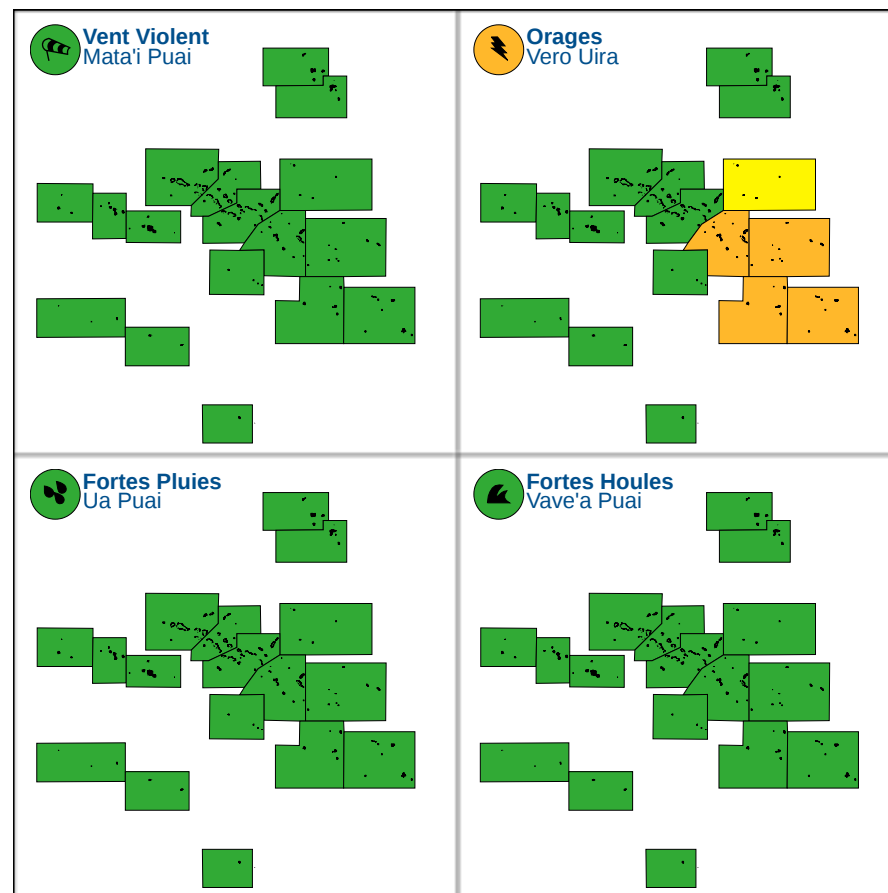 Vent Violent
Mata'i Puai
Orages
Vero Uira
Fortes Pluies
Ua Puai
Fortes Houles
Vave'a Puai